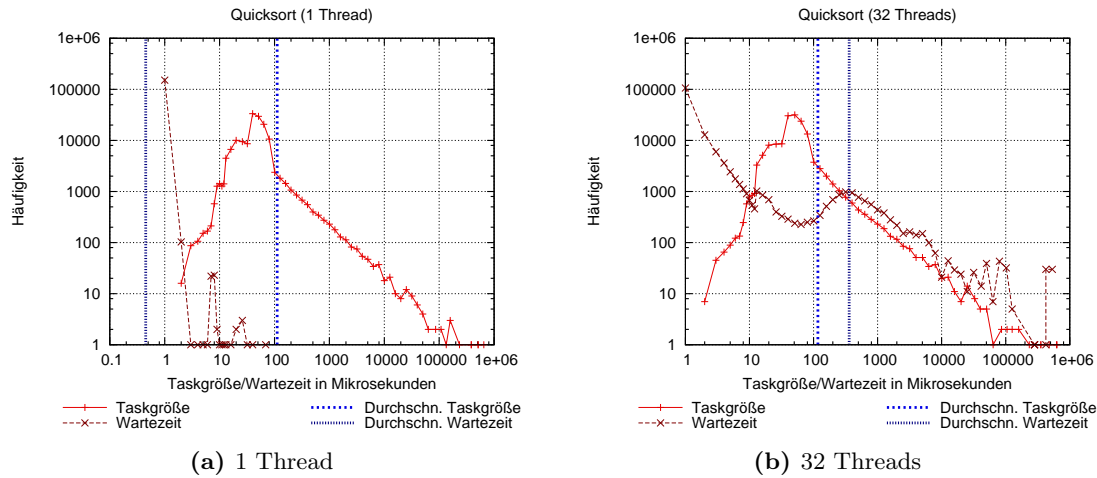 Quicksort (1 Thread)
1e+06
100000
10000
1000
100
10
1
0.1 1 10 100 1000 10000 100000 1e+06
Häufigkeit
Taskgröße/Wartezeit in Mikrosekunden
Taskgröße
Wartezeit
Durchschn. Taskgröße
Durchschn. Wartezeit
(a) 1 Thread
Quicksort (32 Threads)
1e+06
100000
10000
1000
100
10
1
1 10 100 1000 10000 100000 1e+06
Häufigkeit
Taskgröße/Wartezeit in Mikrosekunden
Taskgröße
Wartezeit
Durchschn. Taskgröße
Durchschn. Wartezeit
(b) 32 Threads